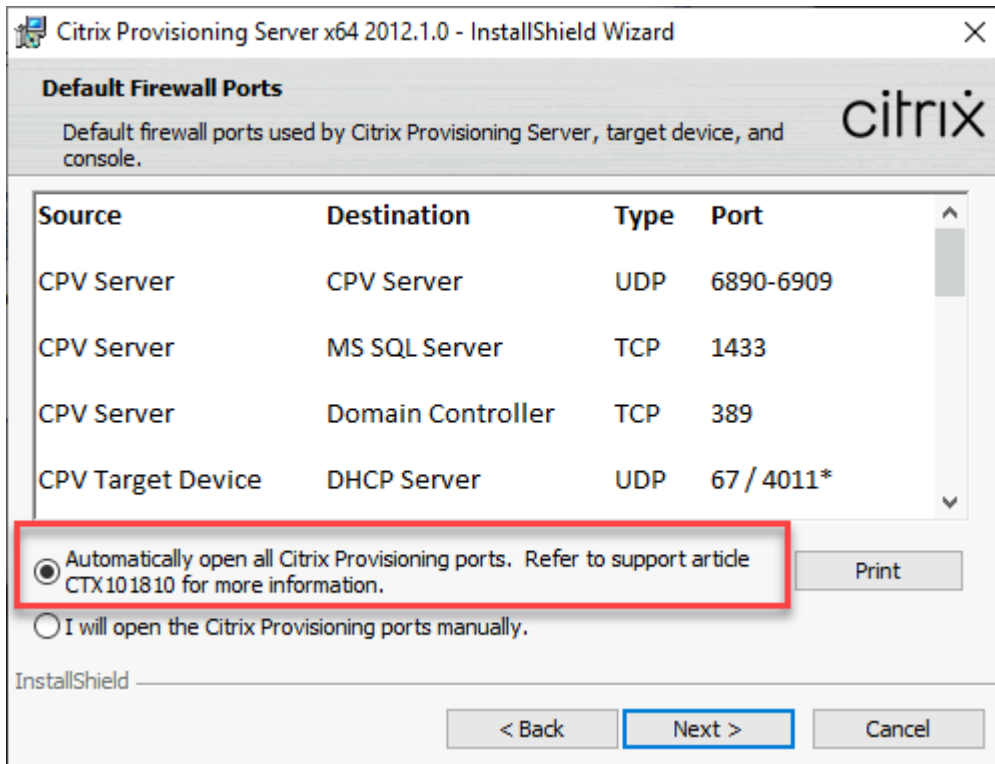 Citrix Provisioning Server x64 2012.1.0 - InstallShield Wizard
Default Firewall Ports
Default firewall ports used by Citrix Provisioning Server, target device, and
console.
citrıẋ
Source Destination Type Port
CPV Server CPV Server UDP 6890-6909
CPV Server MS SQL Server TCP 1433
CPV Server Domain Controller TCP 389
CPV Target Device DHCP Server UDP 67 / 4011*
Automatically open all Citrix Provisioning ports.  Refer to support article
CTX101810 for more information.
Print
I will open the Citrix Provisioning ports manually.
InstallShield
< Back Next > Cancel